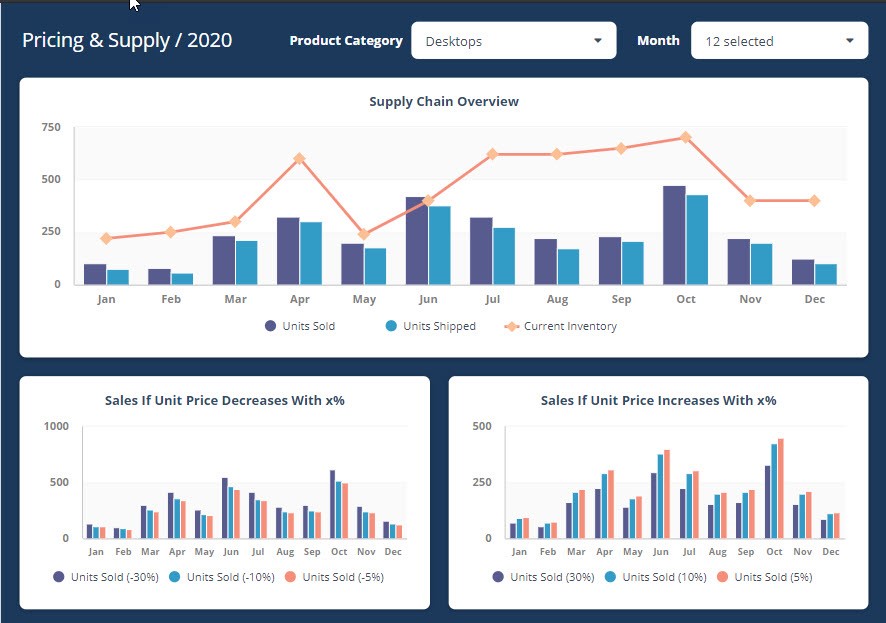 Pricing & Supply / 2020 Product Category Desktops Month 12 selected
Supply Chain Overview
750
500
250
0
Jan Feb Mar Apr May Jun Jul Aug Sep Oct Nov Dec
Units Sold Units Shipped Current Inventory
Sales If Unit Price Decreases With x%
1000
500
0
Jan Feb Mar Apr May Jun Jul Aug Sep Oct Nov Dec
Units Sold (-30%) Units Sold (-10%) Units Sold (-5%)
Sales If Unit Price Increases With x%
500
250
0
Jan Feb Mar Apr May Jun Jul Aug Sep Oct Nov Dec
Units Sold (30%) Units Sold (10%) Units Sold (5%)